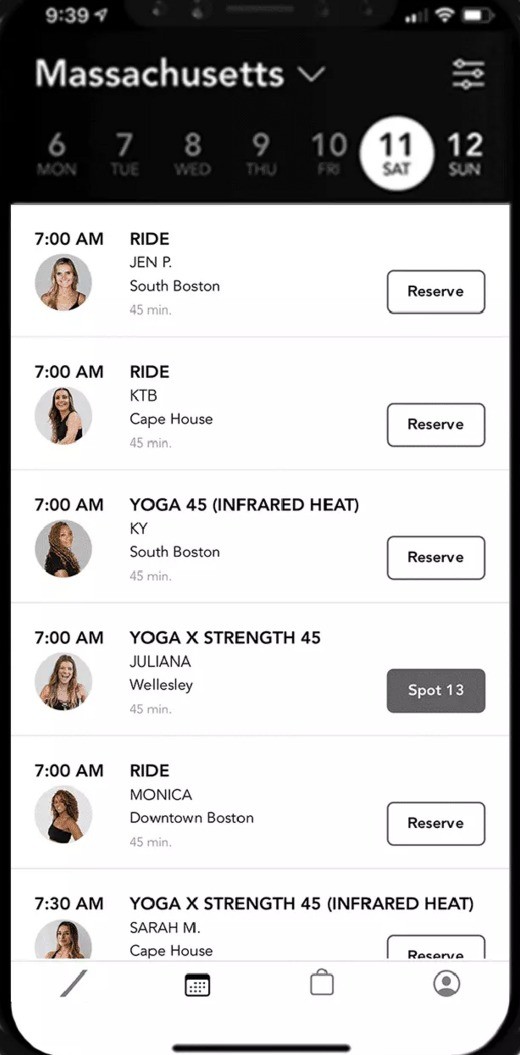 9:39
Massachusetts
6 7 8 9 10 11 12
MON TUE WED THU FRI SAT SUN
7:00 AM RIDE
JEN P.
South Boston
Reserve
45 min.
7:00 AM RIDE
KTB
Cape House
Reserve
45 min.
7:00 AM YOGA 45 (INFRARED HEAT)
KY
South Boston
Reserve
45 min.
7:00 AM YOGA X STRENGTH 45
JULIANA
Wellesley
Spot 13
45 min.
7:00 AM RIDE
MONICA
Downtown Boston
Reserve
45 min.
7:30 AM YOGA X STRENGTH 45 (INFRARED HEAT)
SARAH M.
Cape House
Reserve